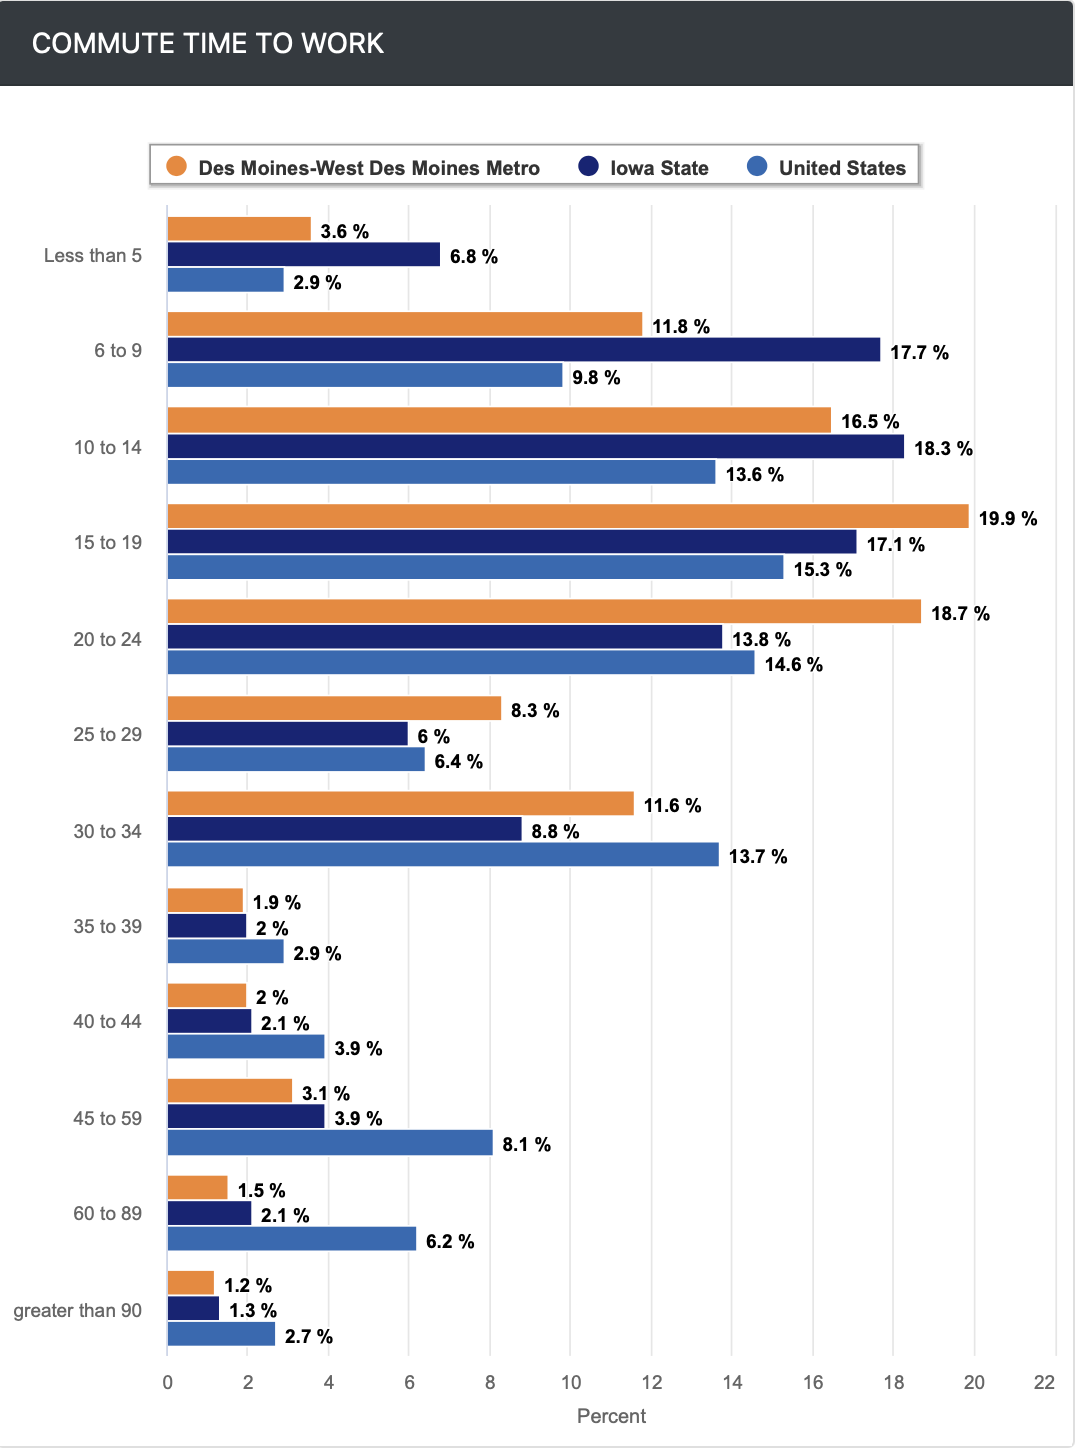 COMMUTE TIME TO WORK
Des Moines-West Des Moines Metro Iowa State United States
3.6 %
Less than 5 6.8 %
2.9 %
11.8 %
6 to 9 17.7 %
9.8 %
16.5 %
10 to 14 18.3 %
13.6 %
19.9 %
15 to 19 17.1 %
15.3 %
18.7 %
20 to 24 13.8 %
14.6 %
8.3 %
25 to 29 6 %
6.4 %
11.6 %
30 to 34 8.8 %
13.7 %
1.9 %
35 to 39 2 %
2.9 %
2 %
40 to 44 2.1 %
3.9 %
3.1 %
45 to 59 3.9 %
8.1 %
1.5 %
60 to 89 2.1 %
6.2 %
1.2 %
greater than 90 1.3 %
2.7 %
0 2 4 6 8 10 12 14 16 18 20 22
Percent